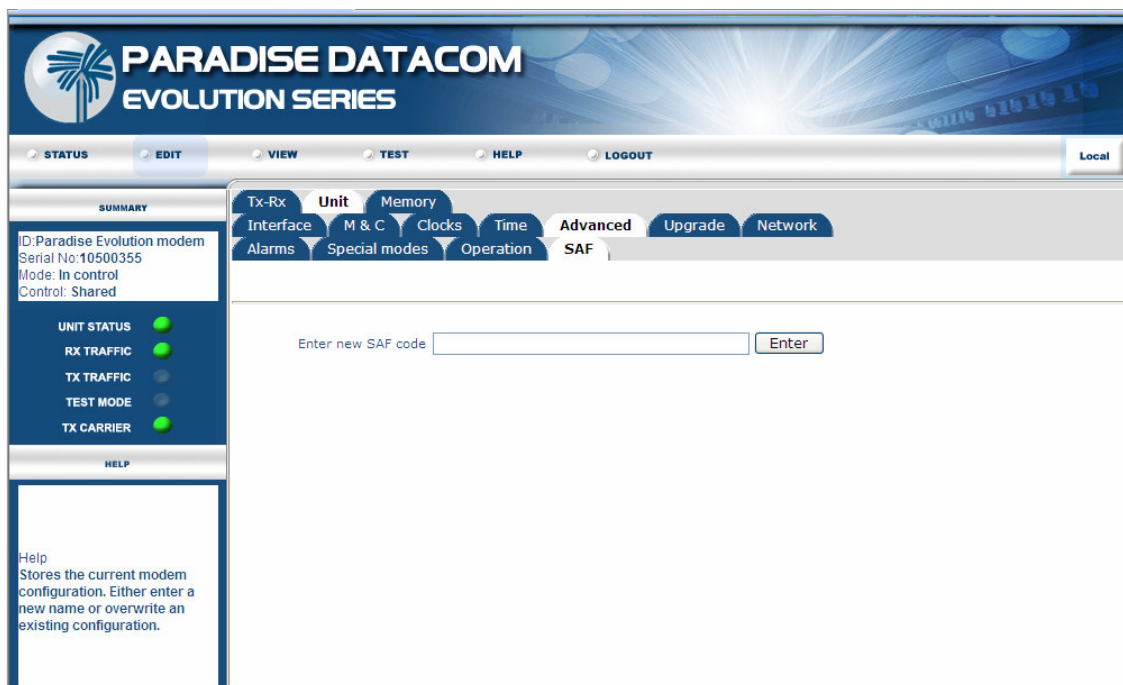 PARADISE DATACOM
EVOLUTION SERIES
STATUS EDIT VIEW TEST HELP LOGOUT Local
SUMMARY
ID:Paradise Evolution modem
Serial No:10500355
Mode: In control
Control: Shared
UNIT STATUS
RX TRAFFIC
TX TRAFFIC
TEST MODE
TX CARRIER
HELP
Help
Stores the current modem
configuration. Either enter a
new name or overwrite an
existing configuration.
Tx-Rx Unit Memory
Interface M & C Clocks Time Advanced Upgrade Network
Alarms Special modes Operation SAF
Enter new SAF code Enter